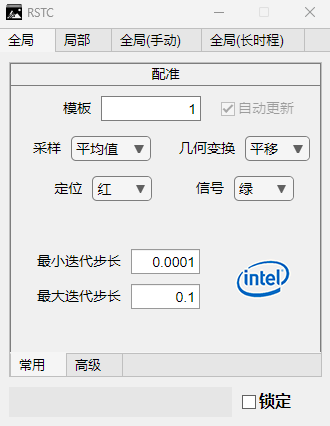 RSTC
全局 局部 全局(手动) 全局(长时程)
配准
模板 1 自动更新
采样 平均值 几何变换 平移
定位 红 信号 绿
最小迭代步长 0.0001
intel
最大迭代步长 0.1
常用 高级
锁定